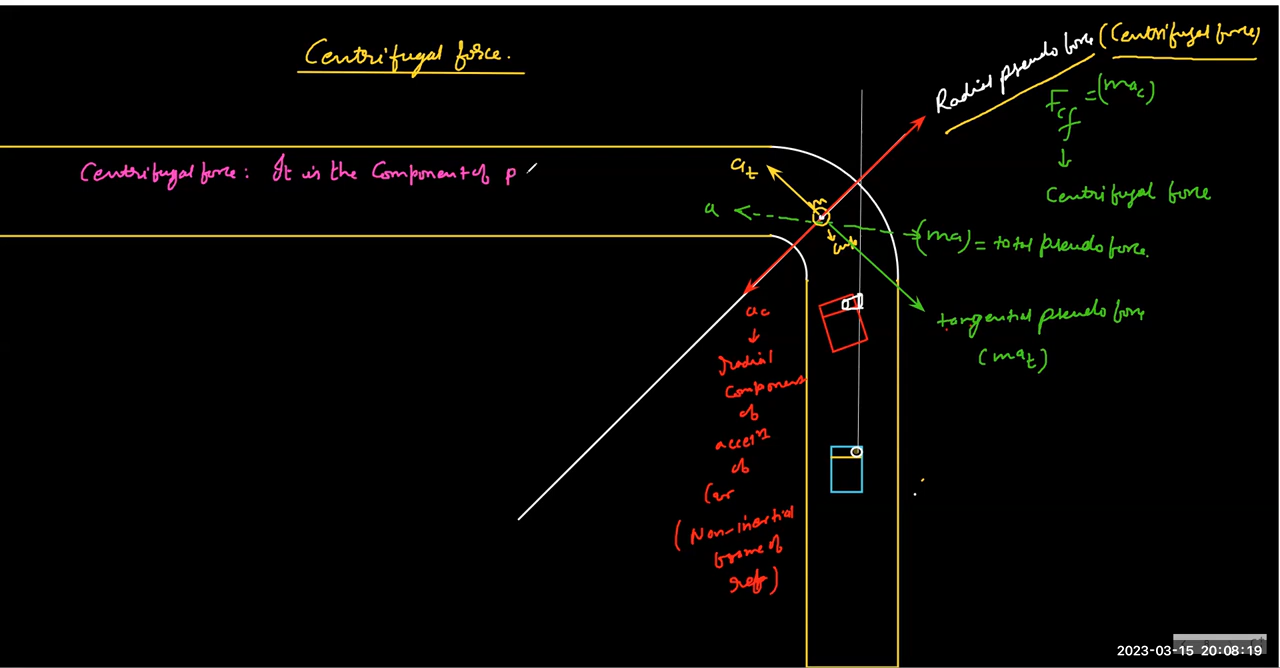 Centrifugal force.
Radial pseudo force (Centrifugal force)
F_cf = (ma_c)
↓
Centrifugal force
Centrifugal force: It is the Component of p
a_t
m
a
car
(ma) = total pseudo force.
tangential pseudo force
(ma_t)
a_c
↓
radial
component
of
accelⁿ
of
Car
(Non-inertial
frame of
ref)
2023-03-15 20:08:19